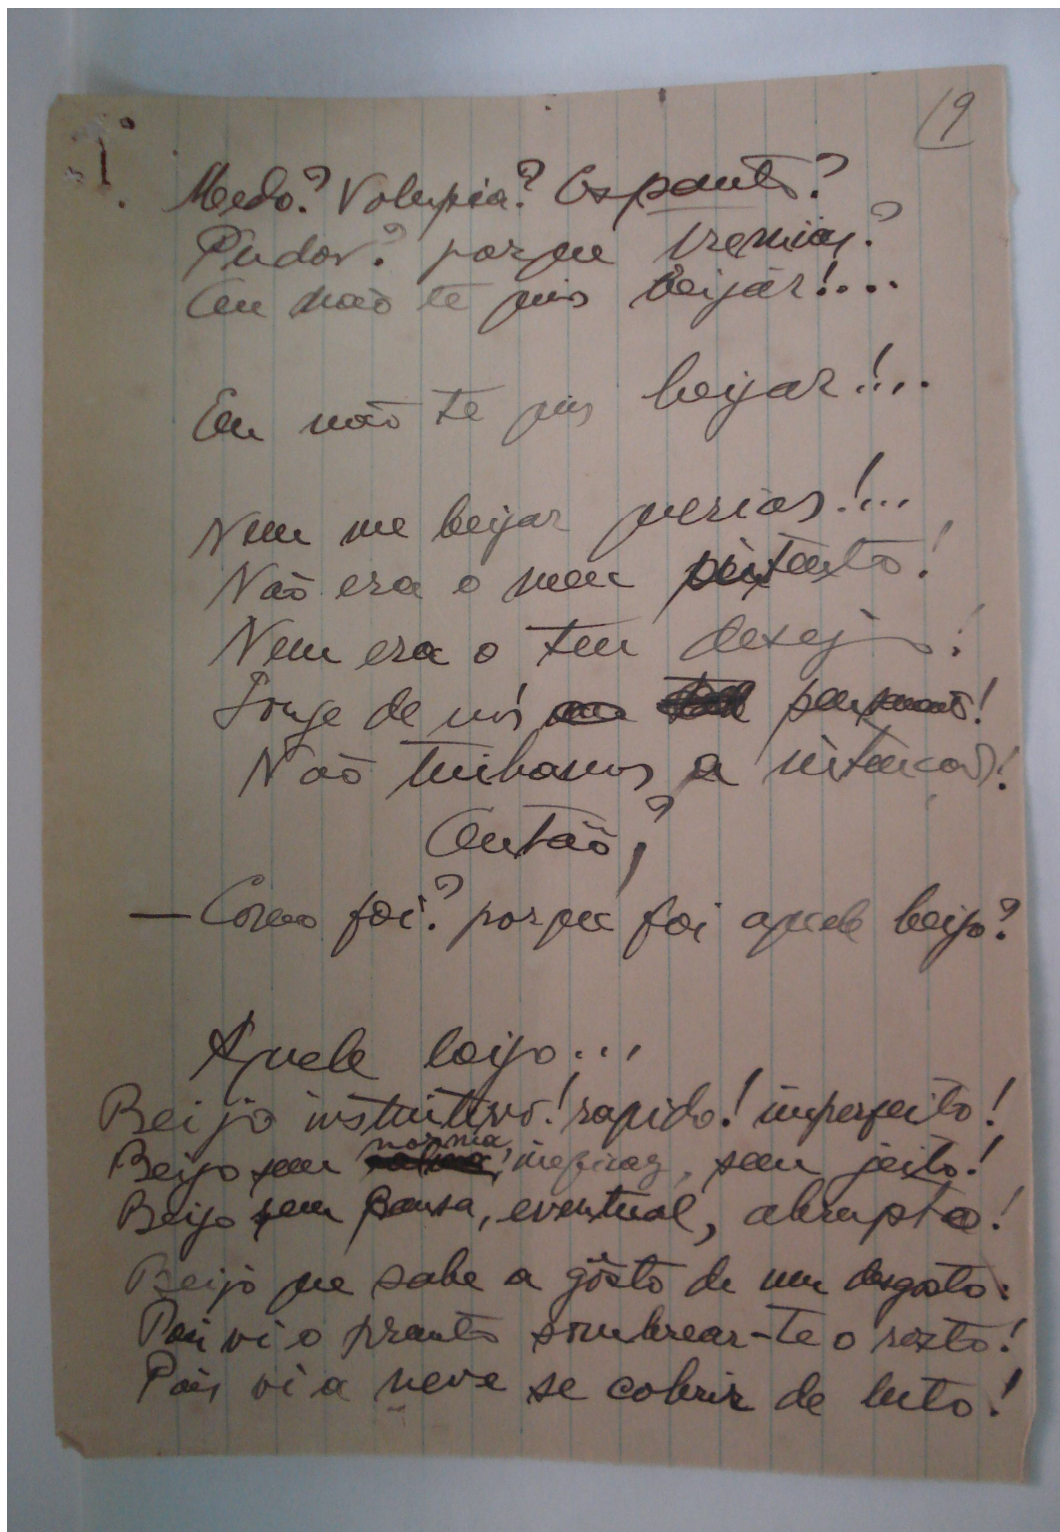 19
Medo? Volupia? Espanto?
Pudor? porque tremias?
Eu não te quis beijar!...
Eu não te quis beijar!...
Nem me beijar querias!...
Não era o meu intento!
Nem era o teu desejo!
Longe de nós pensamento!
Não tinhamos a intenção!
Então?
— Como foi? porque foi aquele beijo?
Aquele beijo...
Beijo instintivo! rapido! imperfeito!
Beijo sem norma, ineficaz, sem jeito!
Beijo sem pausa, eventual, abrupto!
Beijo que sabe a gôsto de um desgosto:
Pois vi o pranto sombrear-te o rosto!
Pois vi a neve se cobrir de luto!